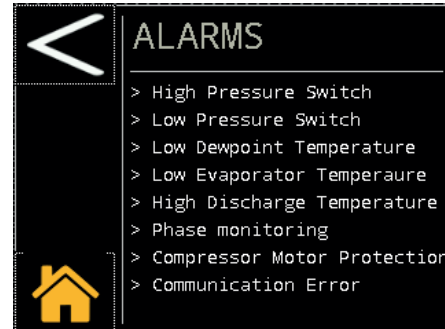 ALARMS
> High Pressure Switch
> Low Pressure Switch
> Low Dewpoint Temperature
> Low Evaporator Temperaure
> High Discharge Temperature
> Phase monitoring
> Compressor Motor Protection
> Communication Error